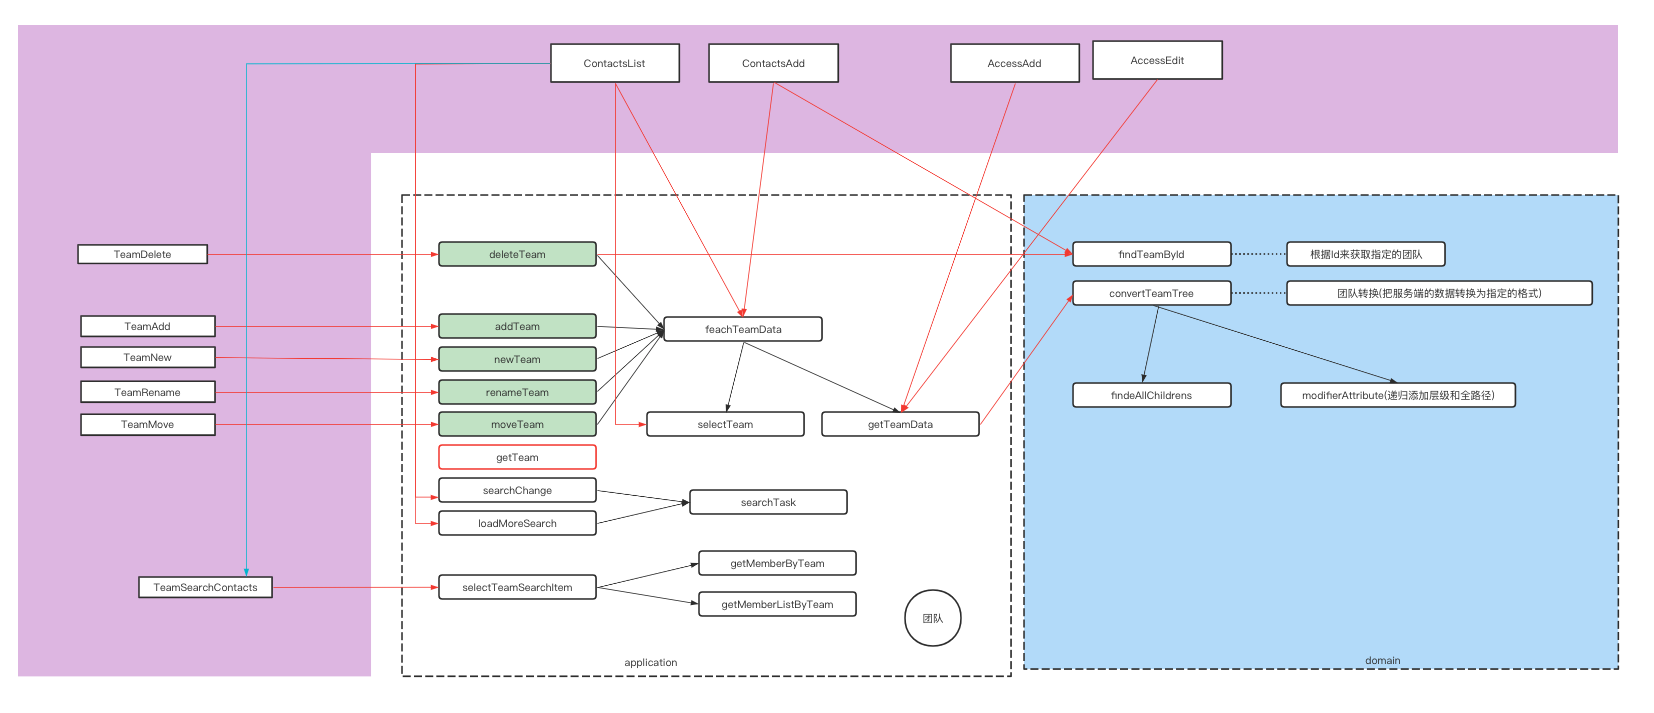 ContactsList
ContactsAdd
AccessAdd
AccessEdit
TeamDelete
deleteTeam
findTeamById
根据Id来获取指定的团队
convertTeamTree
团队转换(把服务端的数据转换为指定的格式)
TeamAdd
addTeam
feachTeamData
TeamNew
newTeam
TeamRename
renameTeam
findeAllChildrens
modifierAttribute(递归添加层级和全路径)
TeamMove
moveTeam
selectTeam
getTeamData
getTeam
searchChange
searchTask
loadMoreSearch
getMemberByTeam
TeamSearchContacts
selectTeamSearchItem
getMemberListByTeam
团队
application
domain